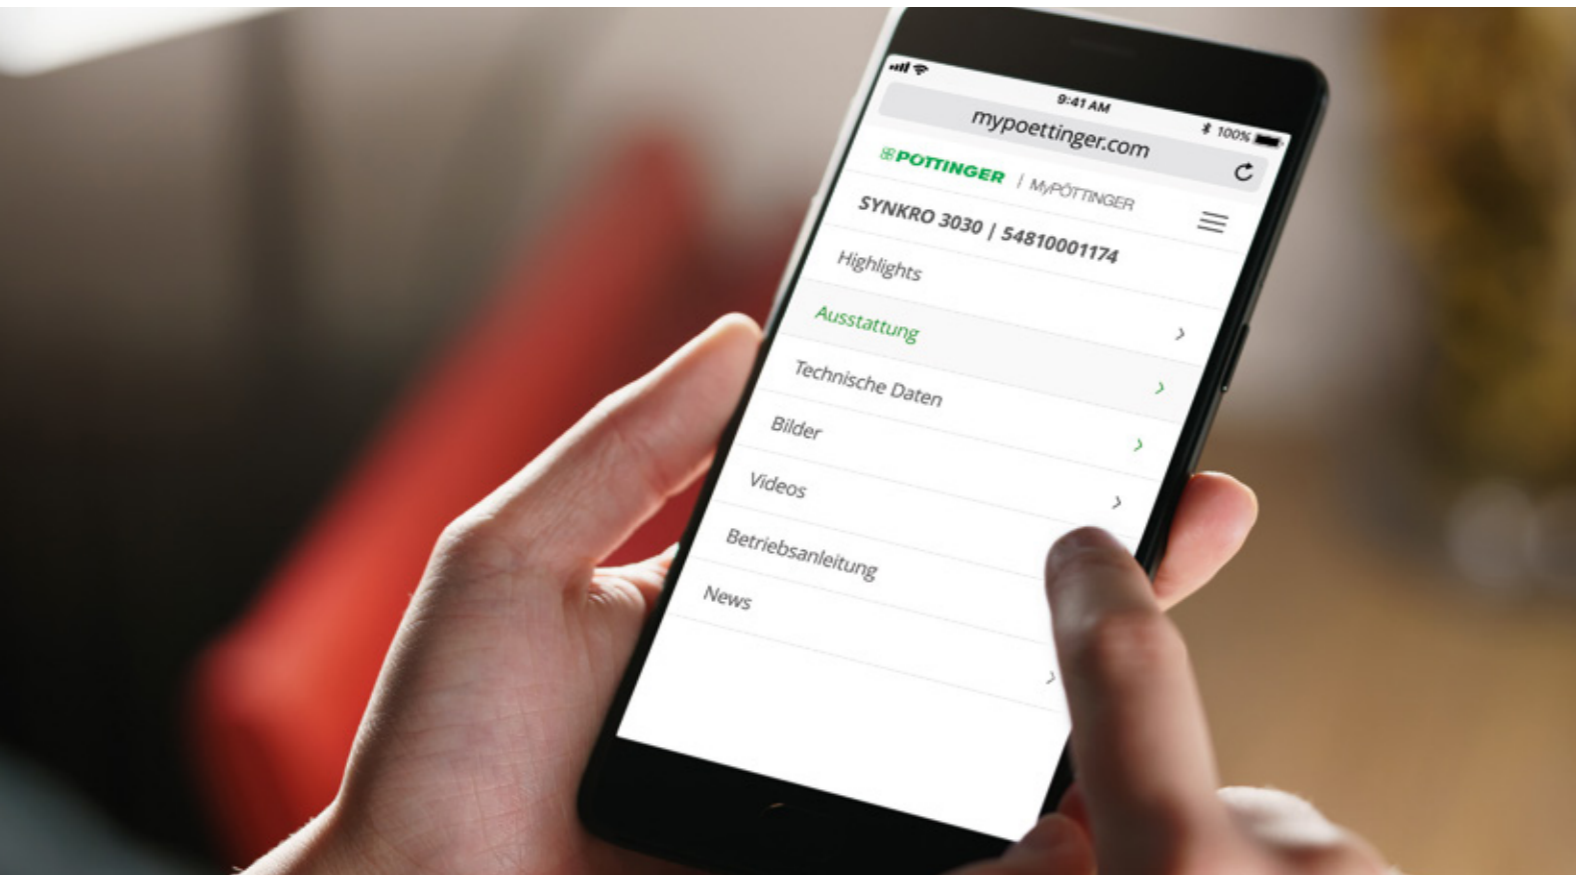 9:41 AM
100%
mypoettinger.com
PÖTTINGER | MyPÖTTINGER
SYNKRO 3030 | 54810001174
Highlights
Ausstattung
Technische Daten
Bilder
Videos
Betriebsanleitung
News